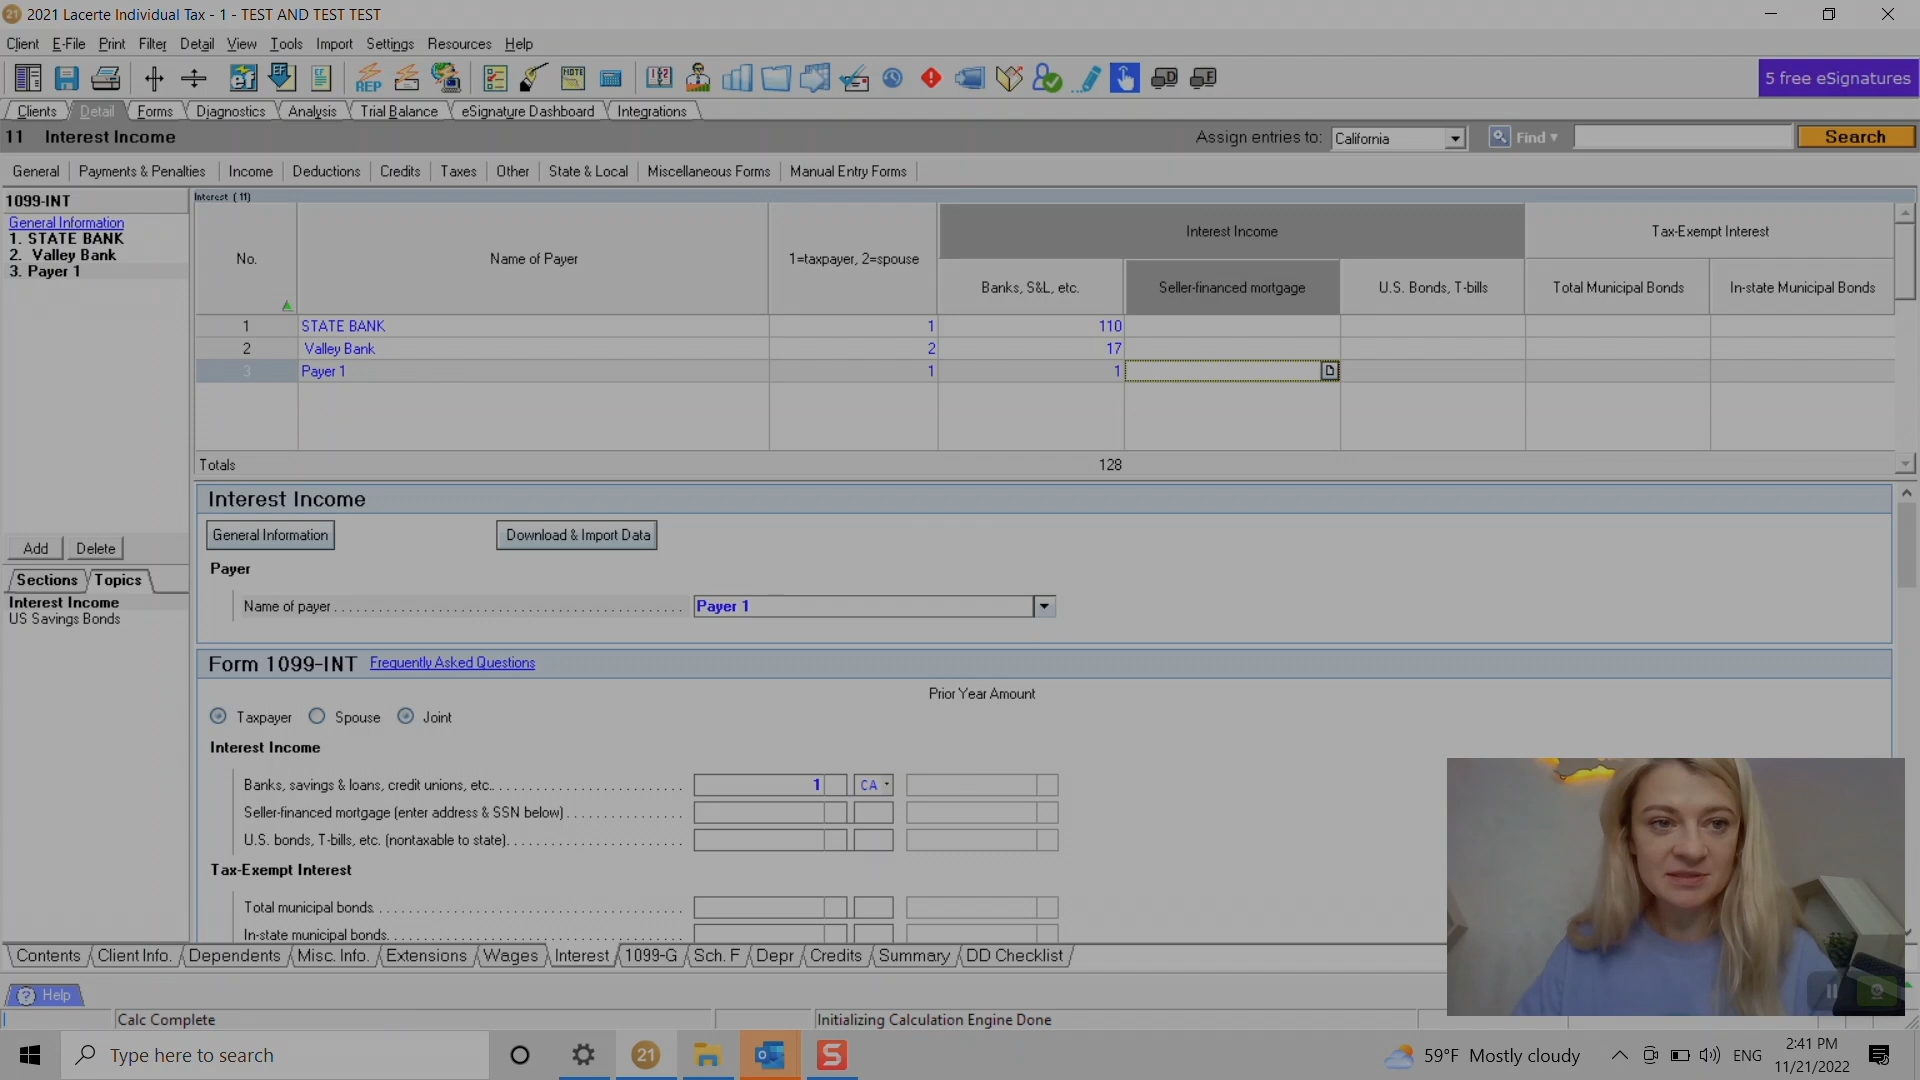 2021 Lacerte Individual Tax - 1 - TEST AND TEST TEST
Client E-File Print Filter Detail View Tools Import Settings Resources Help
REP
NOTE
5 free eSignatures
Clients Detail Forms Diagnostics Analysis Trial Balance eSignature Dashboard Integrations
11 Interest Income Assign entries to: California Find Search
General Payments & Penalties Income Deductions Credits Taxes Other State & Local Miscellaneous Forms Manual Entry Forms
1099-INT
General Information
1. STATE BANK
2. Valley Bank
3. Payer 1
Add Delete
Sections Topics
Interest Income
US Savings Bonds
Interest (11)
Interest Income Tax-Exempt Interest
No. Name of Payer 1=taxpayer, 2=spouse Banks, S&L, etc. Seller-financed mortgage U.S. Bonds, T-bills Total Municipal Bonds In-state Municipal Bonds
1 STATE BANK 1 110
2 Valley Bank 2 17
3 Payer 1 1 1
Totals 128
Interest Income
General Information Download & Import Data
Payer
Name of payer Payer 1
Form 1099-INT Frequently Asked Questions
Prior Year Amount
Taxpayer Spouse Joint
Interest Income
Banks, savings & loans, credit unions, etc. 1 CA
Seller-financed mortgage (enter address & SSN below)
U.S. bonds, T-bills, etc. (nontaxable to state)
Tax-Exempt Interest
Total municipal bonds
In-state municipal bonds
Contents Client Info. Dependents Misc. Info. Extensions Wages Interest 1099-G Sch. F Depr Credits Summary DD Checklist
Help
Calc Complete Initializing Calculation Engine Done
Type here to search 21 S 59°F Mostly cloudy ENG 2:41 PM
11/21/2022